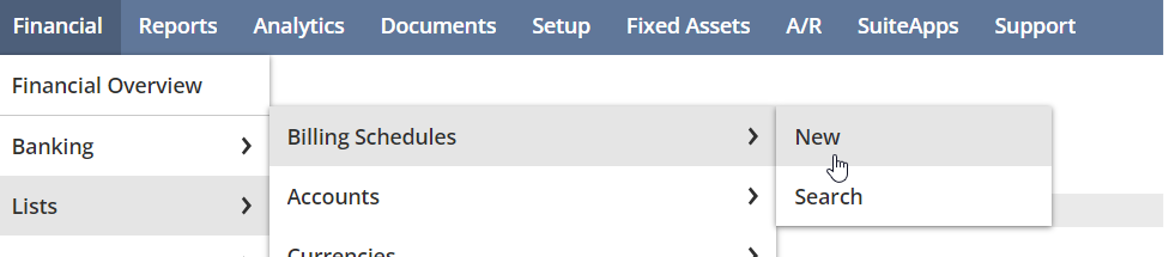 Financial Reports Analytics Documents Setup Fixed Assets A/R SuiteApps Support
Financial Overview
Banking
Billing Schedules
New
Lists
Accounts
Search
Currencies